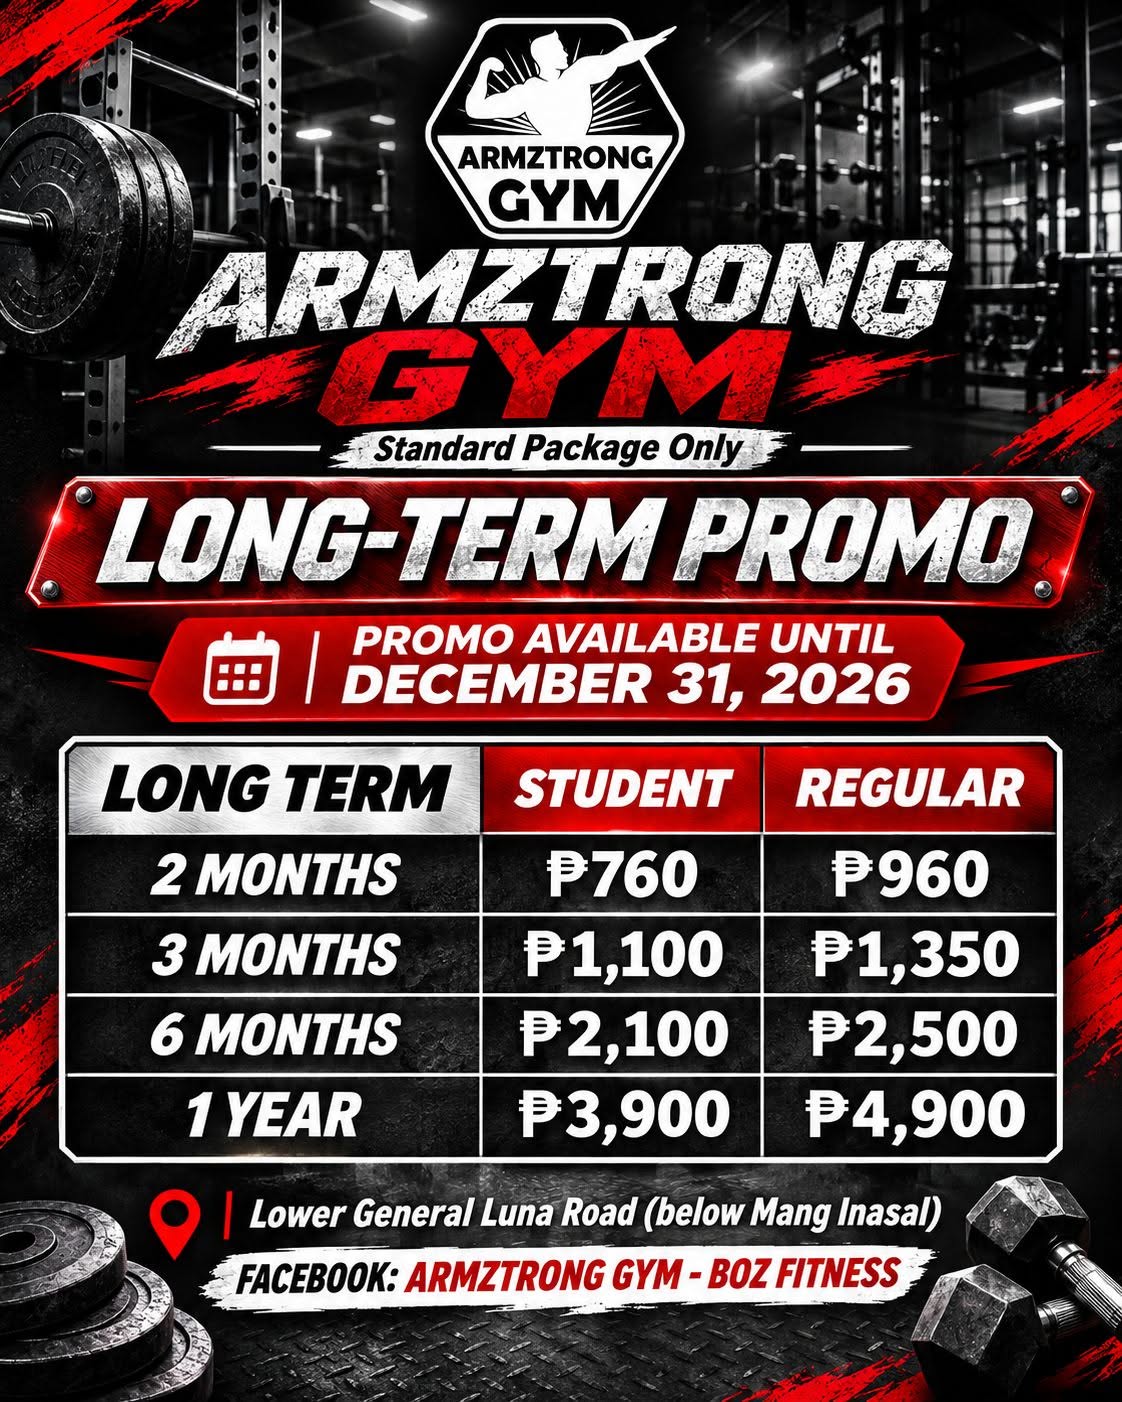 ARMZTRONG
GYM
ARMZTRONG
GYM
Standard Package Only
LONG-TERM PROMO
PROMO AVAILABLE UNTIL
DECEMBER 31, 2026
LONG TERM STUDENT REGULAR
2 MONTHS ₱760 ₱960
3 MONTHS ₱1,100 ₱1,350
6 MONTHS ₱2,100 ₱2,500
1 YEAR ₱3,900 ₱4,900
Lower General Luna Road (below Mang Inasal)
FACEBOOK: ARMZTRONG GYM - BOZ FITNESS